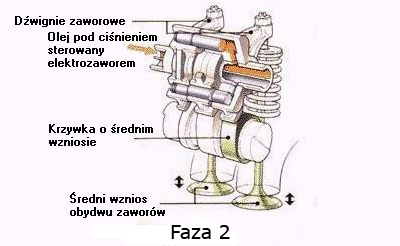 Dźwignie zaworowe
Olej pod ciśnieniem
sterowany
elektrozaworem
Krzywka o średnim
wzniosie
Średni wznios
obydwu zaworów
Faza 2